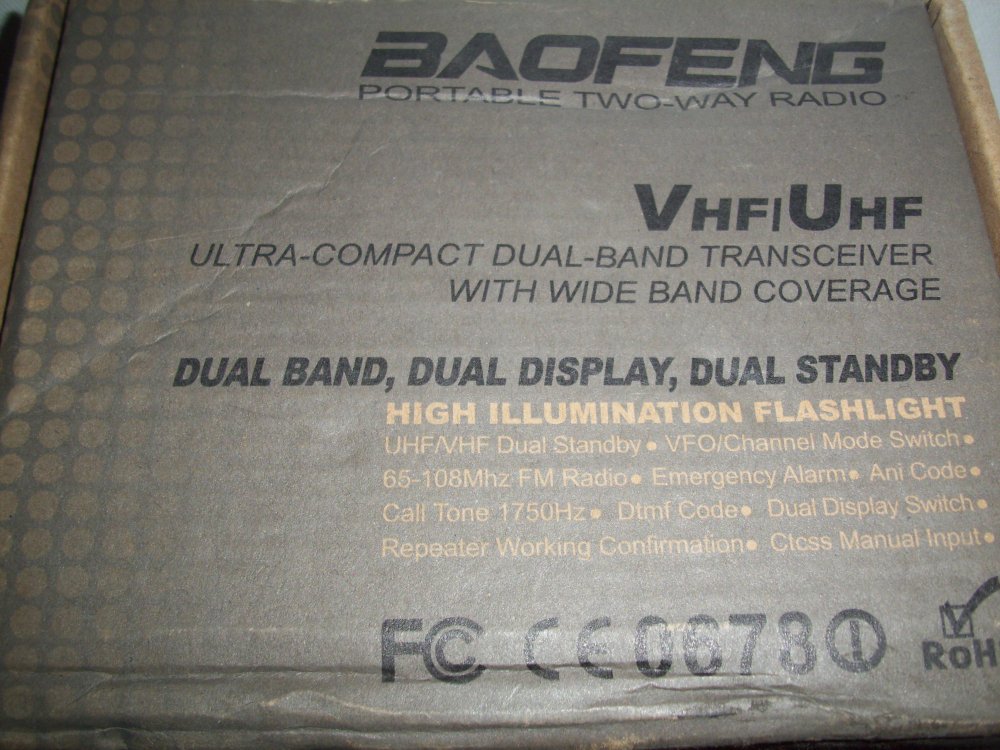 BAOFENG
PORTABLE TWO-WAY RADIO
VHF/UHF
ULTRA-COMPACT DUAL-BAND TRANSCEIVER
WITH WIDE BAND COVERAGE
DUAL BAND, DUAL DISPLAY, DUAL STANDBY
HIGH ILLUMINATION FLASHLIGHT
UHF/VHF Dual Standby • VFO/Channel Mode Switch •
65-108Mhz FM Radio • Emergency Alarm • Ani Code •
Call Tone 1750Hz • Dtmf Code • Dual Display Switch •
Repeater Working Confirmation • Ctcss Manual Input •
FC CE0678